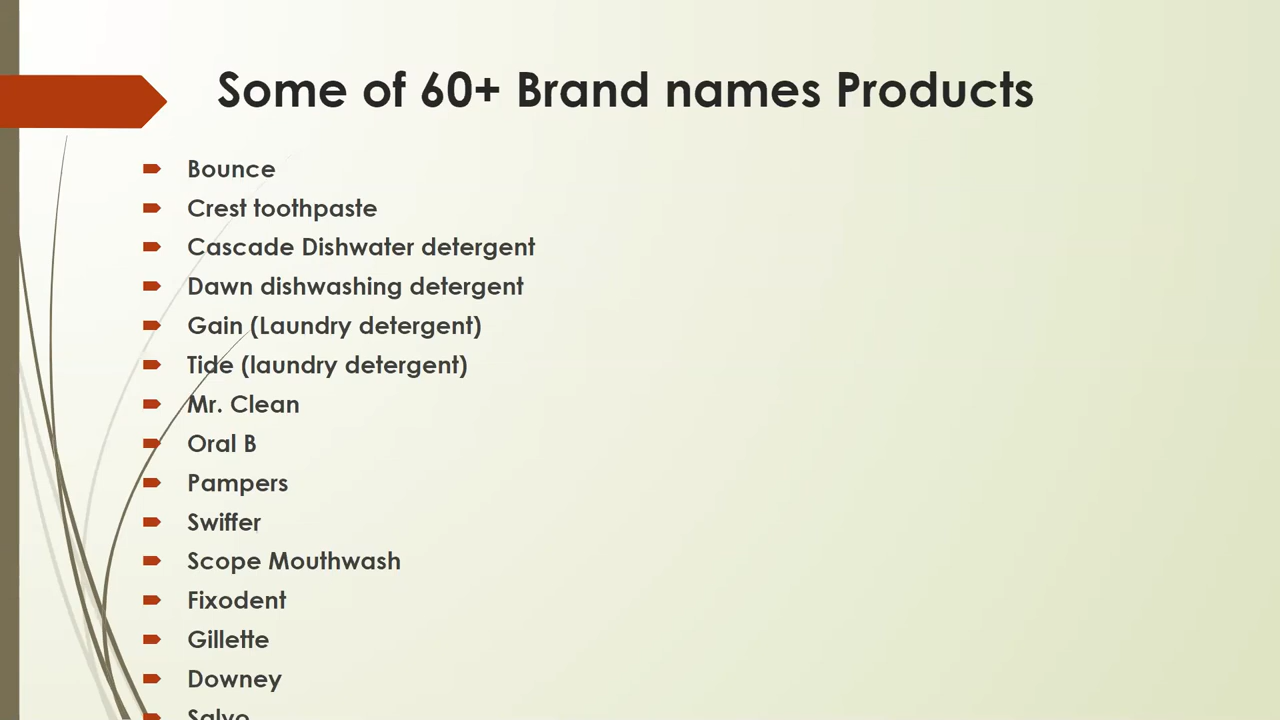 Some of 60+ Brand names Products
Bounce
Crest toothpaste
Cascade Dishwater detergent
Dawn dishwashing detergent
Gain (Laundry detergent)
Tide (laundry detergent)
Mr. Clean
Oral B
Pampers
Swiffer
Scope Mouthwash
Fixodent
Gillette
Downey
Salvo